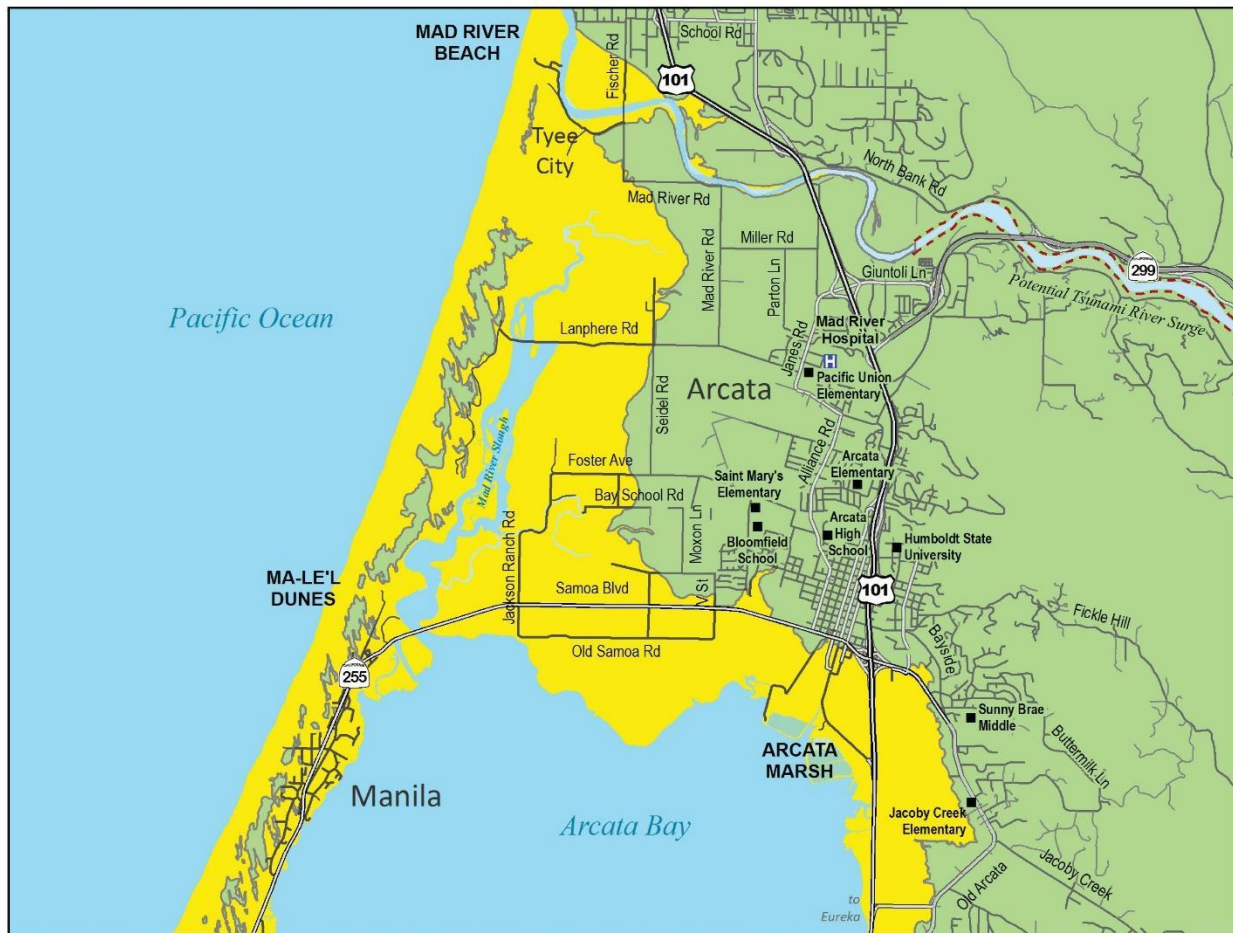 MAD RIVER
BEACH
School Rd
Fischer Rd
101
Tyee
City
North Bank Rd
Mad River Rd
Miller Rd
Mad River Rd
Parton Ln
Giuntoli Ln
CALIFORNIA
299
Potential Tsunami River Surge
Pacific Ocean
Lanphere Rd
Janes Rd
Mad River
Hospital
H
Pacific Union
Elementary
Arcata
Seidel Rd
Mad River Slough
Alliance Rd
Foster Ave
Arcata
Elementary
Saint Mary's
Elementary
Bay School Rd
Moxon Ln
Bloomfield
School
Arcata
High
School
Humboldt State
University
Jackson Ranch Rd
MA-LE'L
DUNES
Samoa Blvd
V St
101
Fickle Hill
Bayside
Old Samoa Rd
CALIFORNIA
255
Sunny Brae
Middle
Buttermilk Ln
ARCATA
MARSH
Manila
Arcata Bay
Jacoby Creek
Elementary
Jacoby Creek
Old Arcata
to
Eureka